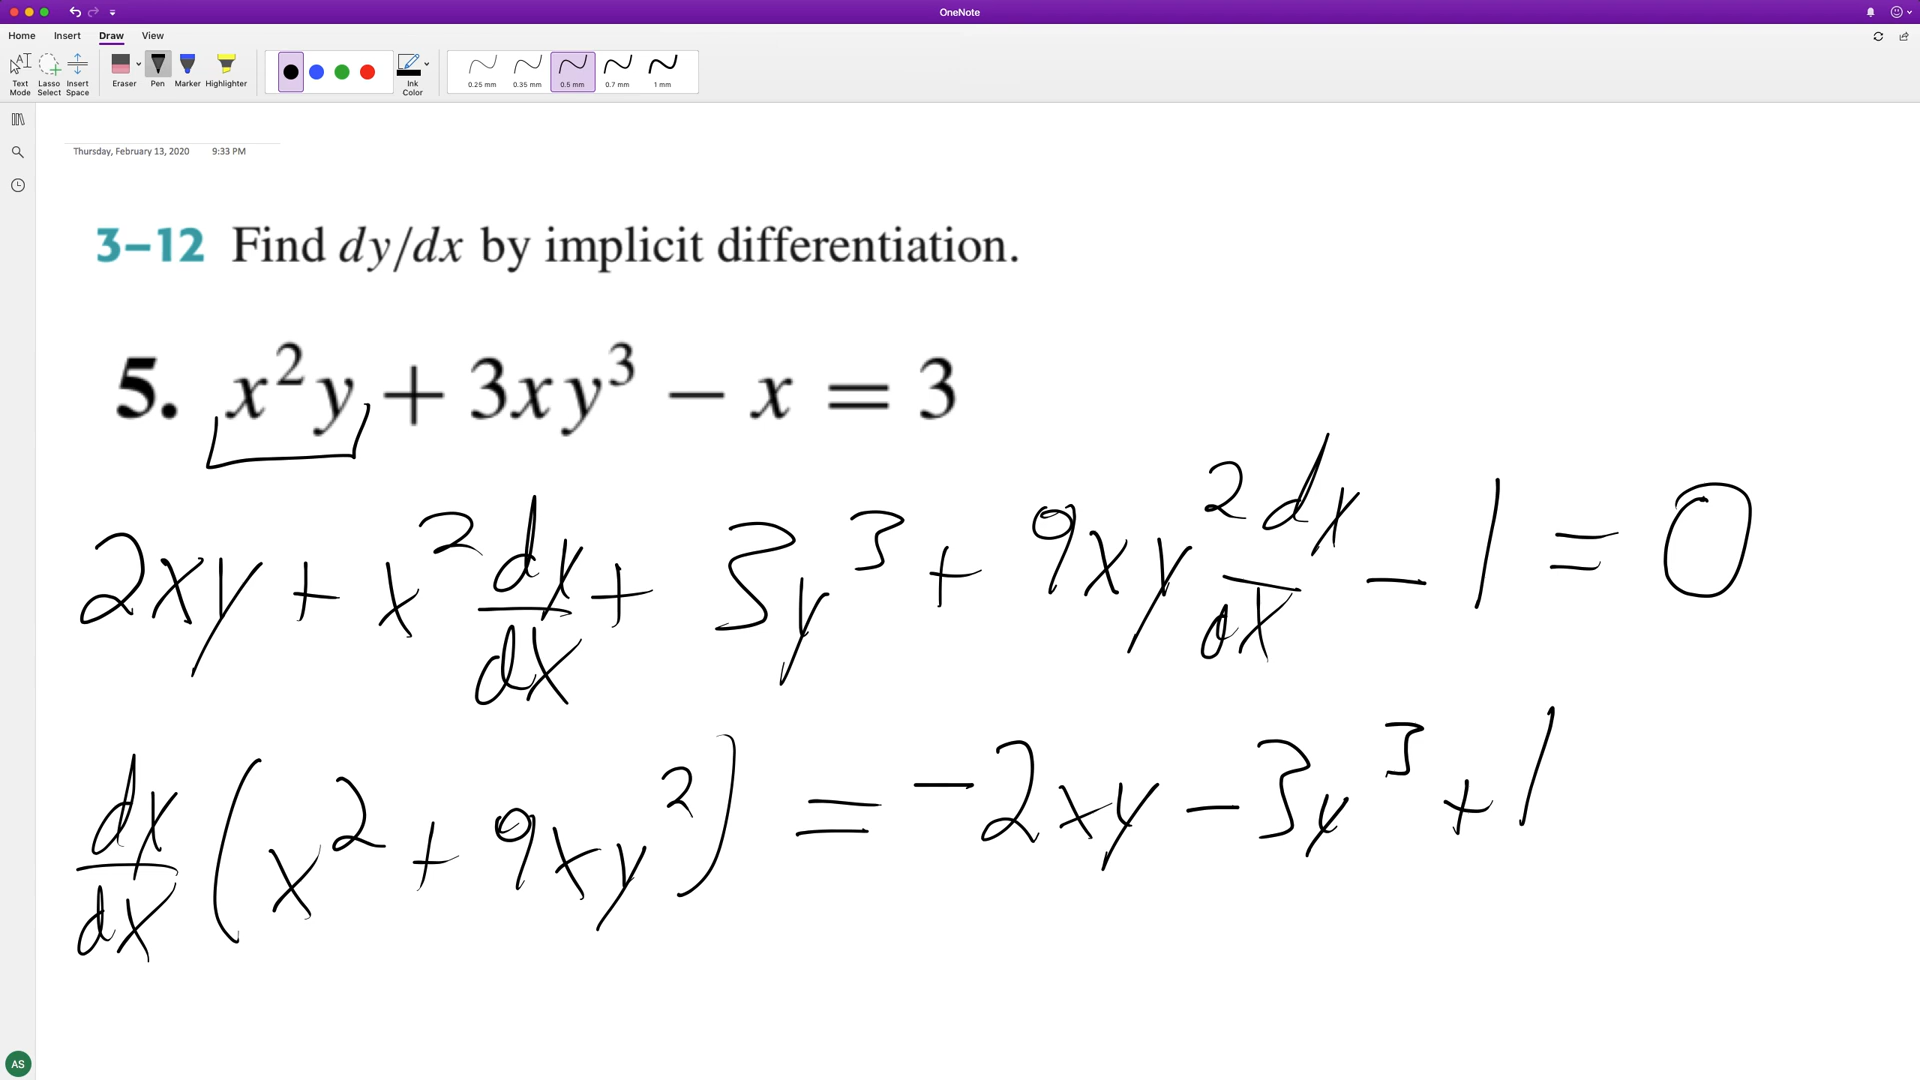 OneNote
Home Insert Draw View
Text Mode Lasso Select Insert Space Eraser Pen Marker Highlighter Ink Color 0.25 mm 0.35 mm 0.5 mm 0.7 mm 1 mm
Thursday, February 13, 2020 9:33 PM
3–12 Find dy/dx by implicit differentiation.
5. x²y + 3xy³ − x = 3
2xy + x² dy/dx + 3y³ + 9xy² dy/dx − 1 = 0
dy/dx (x² + 9xy²) = −2xy − 3y³ + 1
AS